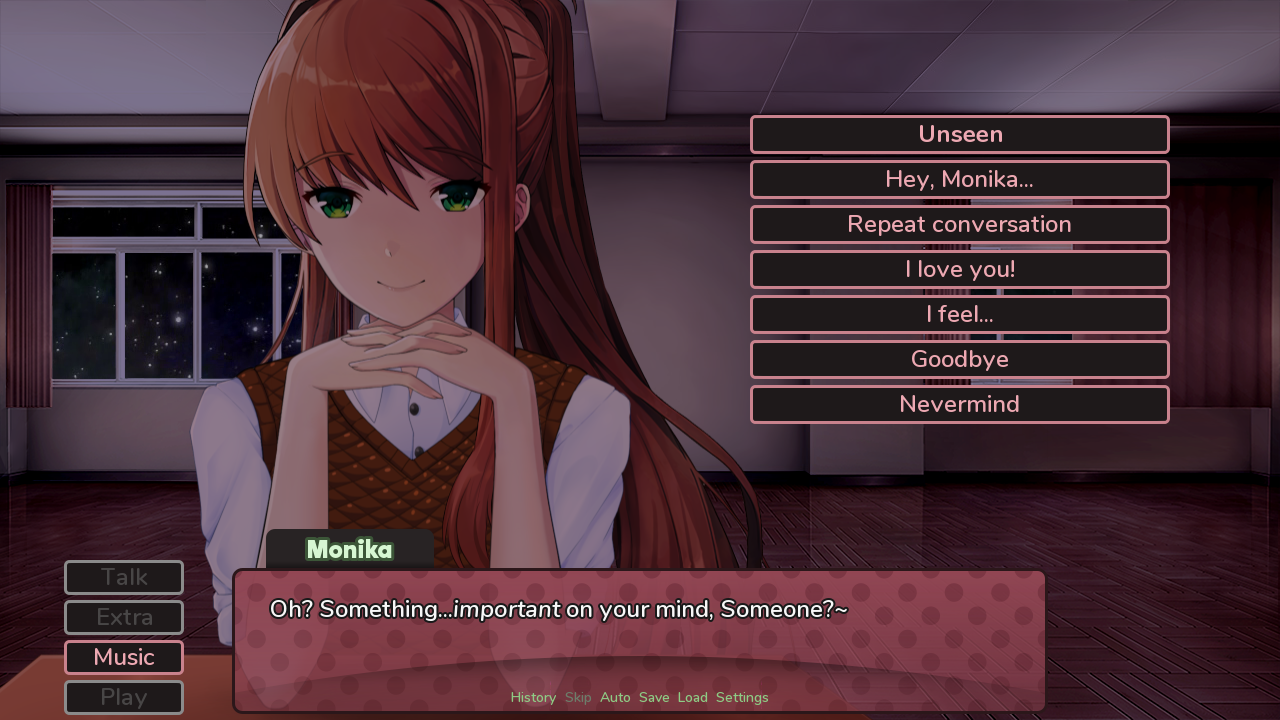 Unseen
Hey, Monika...
Repeat conversation
I love you!
I feel...
Goodbye
Nevermind
Monika
Oh? Something...important on your mind, Someone?~
Talk
Extra
Music
Play
History Skip Auto Save Load Settings